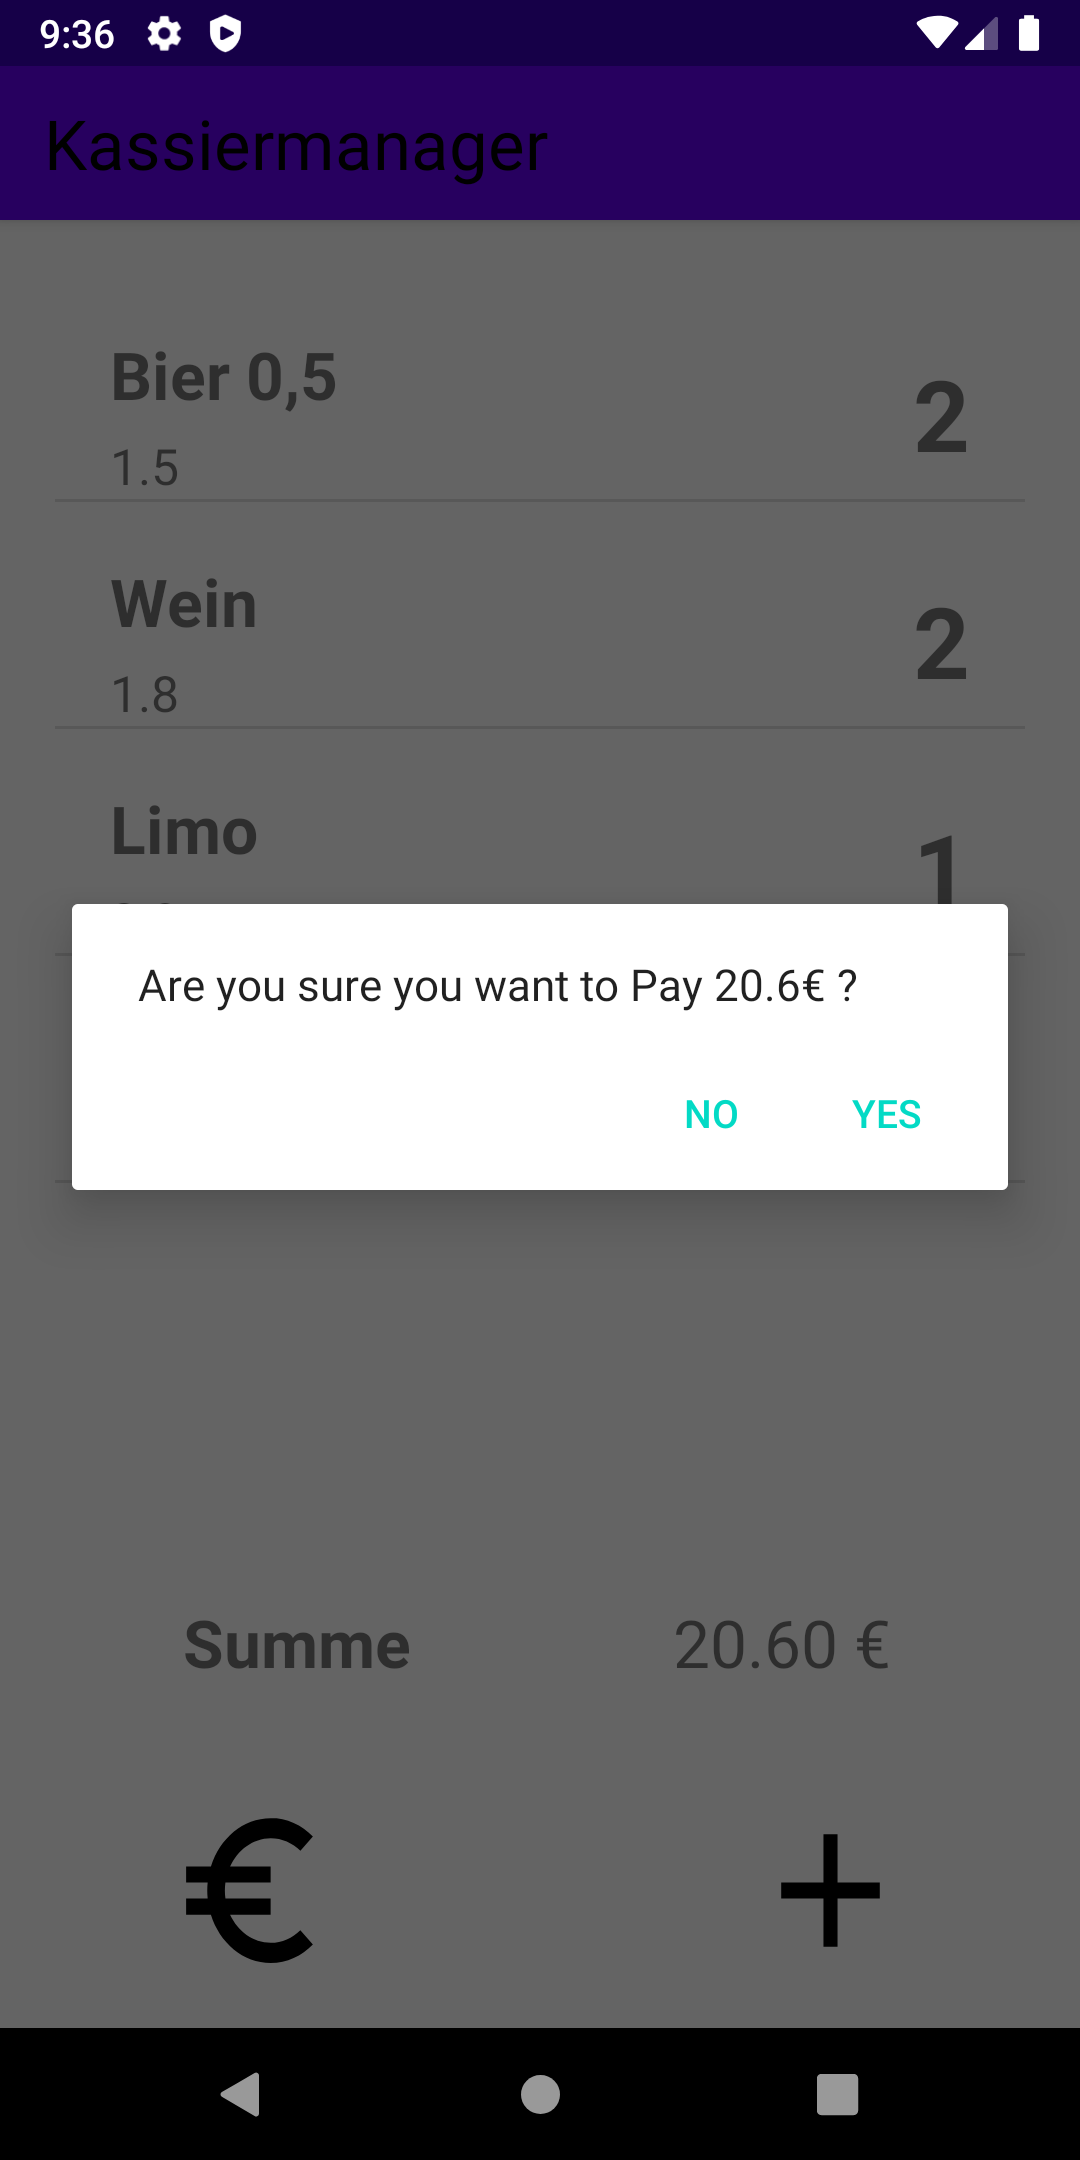 9:36
Kassiermanager
Bier 0,5
2
1.5
Wein
2
1.8
Limo
1
Are you sure you want to Pay 20.6€ ?
NO YES
Summe 20.60 €
€ +